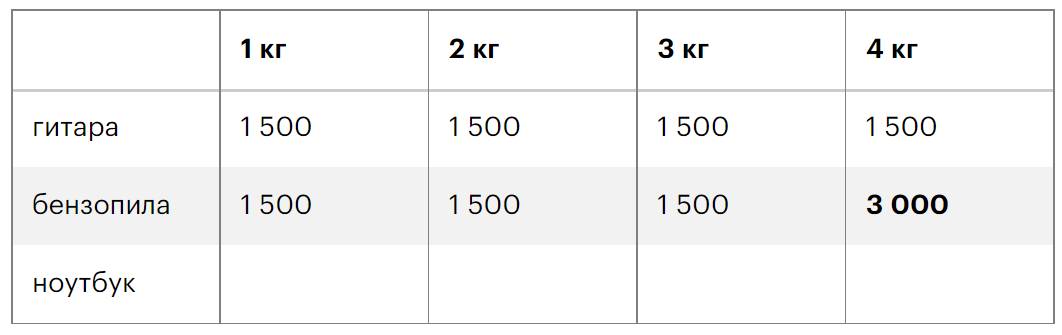 1 кг 2 кг 3 кг 4 кг
гитара 1 500 1 500 1 500 1 500
бензопила 1 500 1 500 1 500 3 000
ноутбук